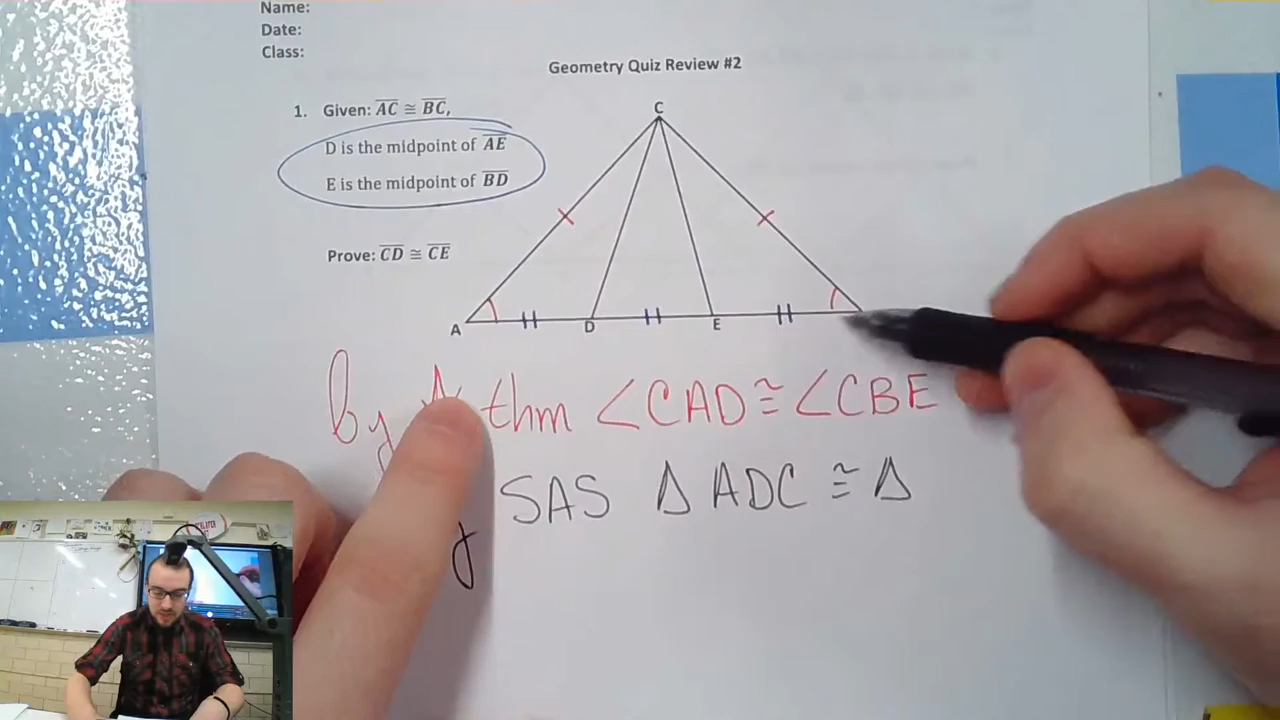 Name:
Date:
Class:
Geometry Quiz Review #2
1. Given: AC ≅ BC,
D is the midpoint of AE
E is the midpoint of BD
Prove: CD ≅ CE
C
A D E
by thm ∠CAD ≅ ∠CBE
SAS Δ ADC ≅ Δ